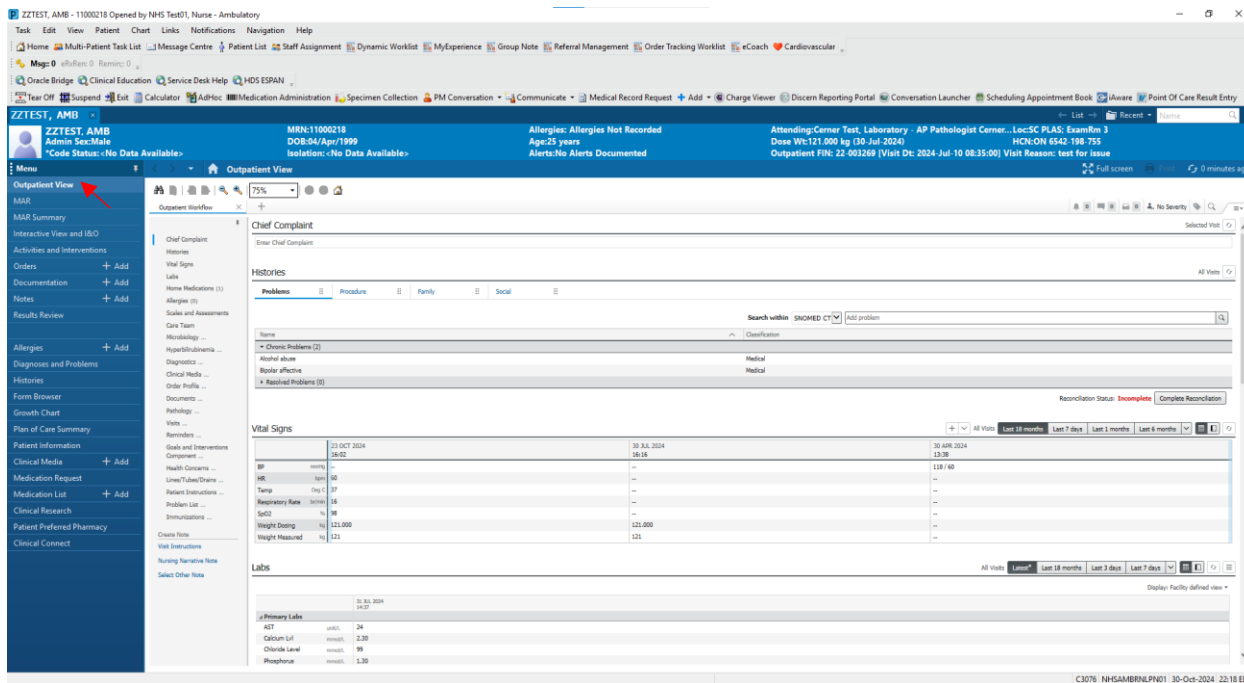 ZZTEST, AMB - 11000218 Opened by NHS Test01, Nurse - Ambulatory
Task Edit View Patient Chart Links Notifications Navigation Help
Home Multi-Patient Task List Message Centre Patient List Staff Assignment Dynamic Worklist MyExperience Group Note Referral Management Order Tracking Worklist eCoach Cardiovascular
Msg: 0 eRxRen: 0 Remin: 0
Oracle Bridge Clinical Education Service Desk Help HDS ESPAN
Tear Off Suspend Exit Calculator AdHoc Medication Administration Specimen Collection PM Conversation Communicate Medical Record Request Add Charge Viewer Discern Reporting Portal Conversation Launcher Scheduling Appointment Book iAware Point Of Care Result Entry
ZZTEST, AMB List Recent Name
ZZTEST, AMB MRN:11000218 Allergies: Allergies Not Recorded Attending:Cerner Test, Laboratory - AP Pathologist Cerner...Loc:SC PLAS; ExamRm 3
Admin Sex:Male DOB:04/Apr/1999 Age:25 years Dose Wt:121.000 kg (30-Jul-2024) HCN:ON 6542-198-755
*Code Status:<No Data Available> Isolation:<No Data Available> Alerts:No Alerts Documented Outpatient FIN: 22-003269 [Visit Dt: 2024-Jul-10 08:35:00] Visit Reason: test for issue
Menu Outpatient View Full screen Print 0 minutes ag
Outpatient View
MAR
MAR Summary
Interactive View and I&O
Activities and Interventions
Orders + Add
Documentation + Add
Notes + Add
Results Review
Allergies + Add
Diagnoses and Problems
Histories
Form Browser
Growth Chart
Plan of Care Summary
Patient Information
Clinical Media + Add
Medication Request
Medication List + Add
Clinical Research
Patient Preferred Pharmacy
Clinical Connect
75%
Outpatient Workflow No Severity
Chief Complaint
Histories
Vital Signs
Labs
Home Medications (1)
Allergies (0)
Scales and Assessments
Care Team
Microbiology ...
Hyperbilirubinemia ...
Diagnostics ...
Clinical Media ...
Order Profile ...
Documents ...
Pathology ...
Visits ...
Reminders ...
Goals and Interventions
Component ...
Health Concerns ...
Lines/Tubes/Drains ...
Patient Instructions ...
Problem List ...
Immunizations ...
Create Note
Visit Instructions
Nursing Narrative Note
Select Other Note
Chief Complaint Selected Visit
Enter Chief Complaint
Histories All Visits
Problems Procedure Family Social
Search within SNOMED CT Add problem
Name Classification
Chronic Problems (2)
Alcohol abuse Medical
Bipolar affective Medical
Resolved Problems (0)
Reconciliation Status: Incomplete Complete Reconciliation
Vital Signs All Visits Last 18 months Last 7 days Last 1 months Last 6 months
23 OCT 2024 30 JUL 2024 30 APR 2024
16:02 16:16 13:38
BP mmHg -- -- 118 / 60
HR bpm 50 -- --
Temp Deg C 37 -- --
Respiratory Rate br/min 16 -- --
SpO2 % 98 -- --
Weight Dosing kg 121.000 121.000 --
Weight Measured kg 121 121 --
Labs All Visits Latest* Last 18 months Last 3 days Last 7 days
Display: Facility defined view
31 JUL 2024
14:37
Primary Labs
AST unit/L 24
Calcium Lvl mmol/L 2.30
Chloride Level mmol/L 99
Phosphorus mmol/L 1.30
C3076 NHSAMBRNLPN01 30-Oct-2024 22:18 E